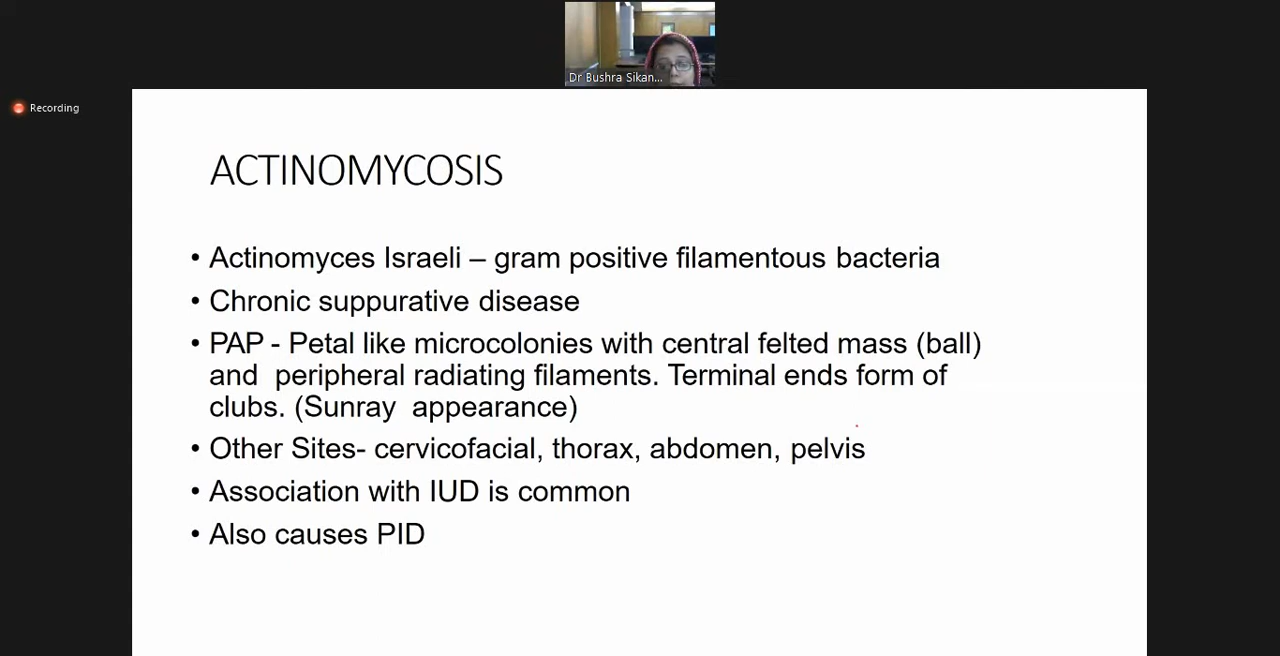 Dr Bushra Sikan...
Recording
ACTINOMYCOSIS
• Actinomyces Israeli – gram positive filamentous bacteria
• Chronic suppurative disease
• PAP - Petal like microcolonies with central felted mass (ball)
and peripheral radiating filaments. Terminal ends form of
clubs. (Sunray appearance)
• Other Sites- cervicofacial, thorax, abdomen, pelvis
• Association with IUD is common
• Also causes PID